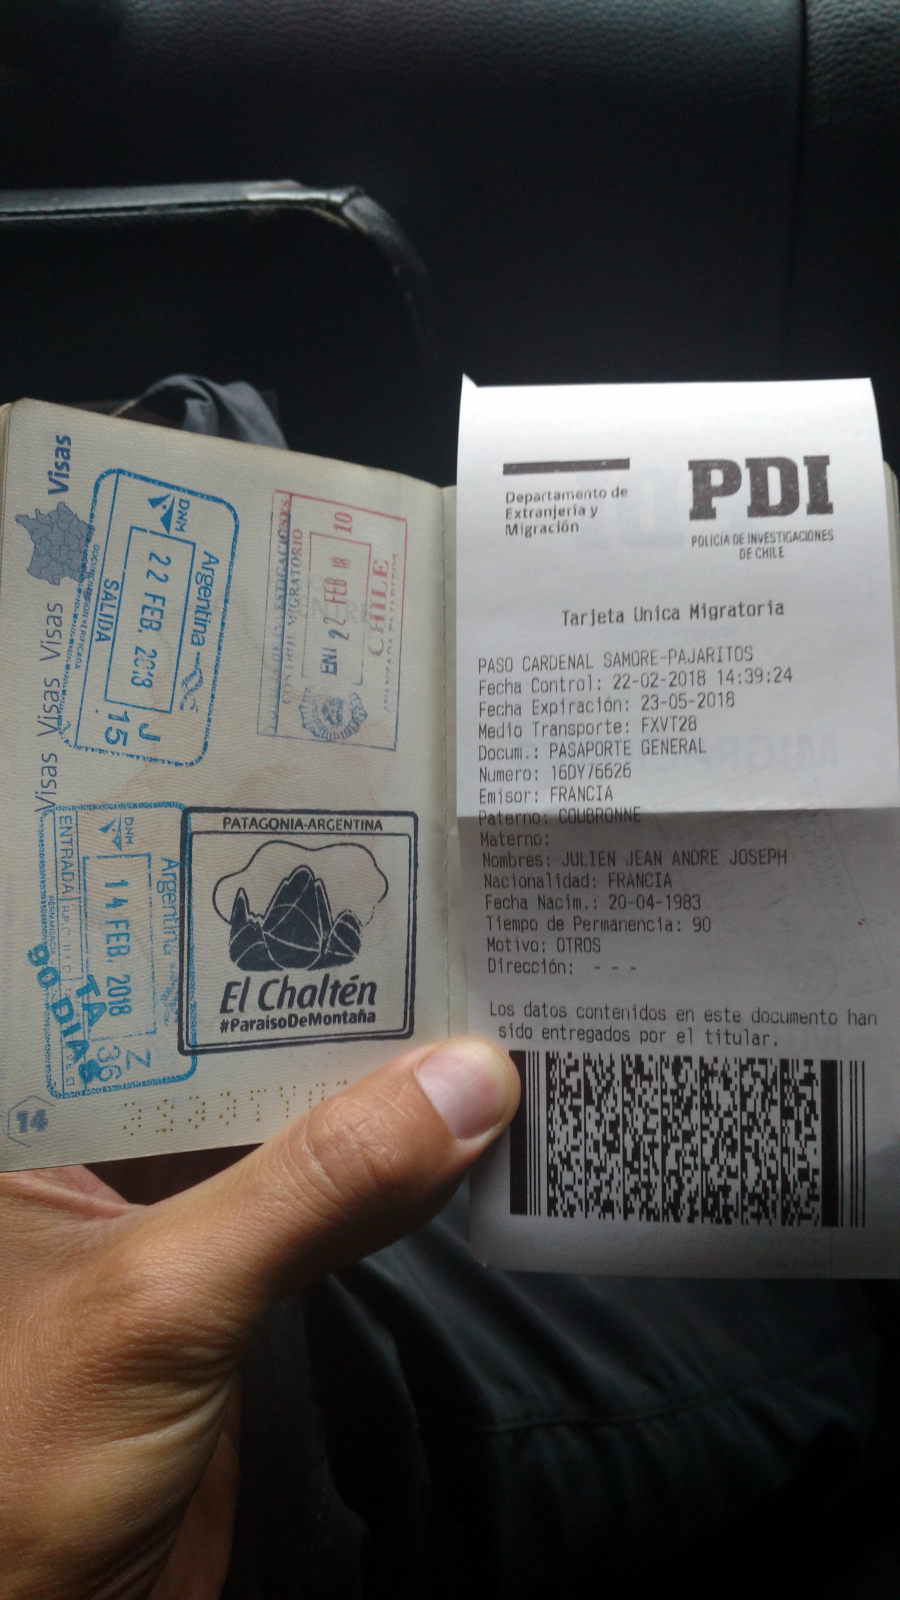 Visas
Visas
Visas
Visas
DNM
Argentina
22 FEB. 2018
J
15
SALIDA
10
CHILE
22 FEB 18
CONTROL MIGRATORIO
DNM
Argentina
14 FEB. 2018
Z
36
ENTRADA
TA
90 DIAS
PATAGONIA-ARGENTINA
El Chaltén
#ParaísoDeMontaña
14
Departamento de
Extranjería y
Migración
PDI
POLICÍA DE INVESTIGACIONES
DE CHILE
Tarjeta Unica Migratoria
PASO CARDENAL SAMORE-PAJARITOS
Fecha Control: 22-02-2018 14:39:24
Fecha Expiración: 23-05-2018
Medio Transporte: FXVT28
Docum.: PASAPORTE GENERAL
Numero: 16DY76626
Emisor: FRANCIA
Paterno: COUBRONNE
Materno:
Nombres: JULIEN JEAN ANDRE JOSEPH
Nacionalidad: FRANCIA
Fecha Nacim.: 20-04-1983
Tiempo de Permanencia: 90
Motivo: OTROS
Dirección: - - -
Los datos contenidos en este documento han
sido entregados por el titular.